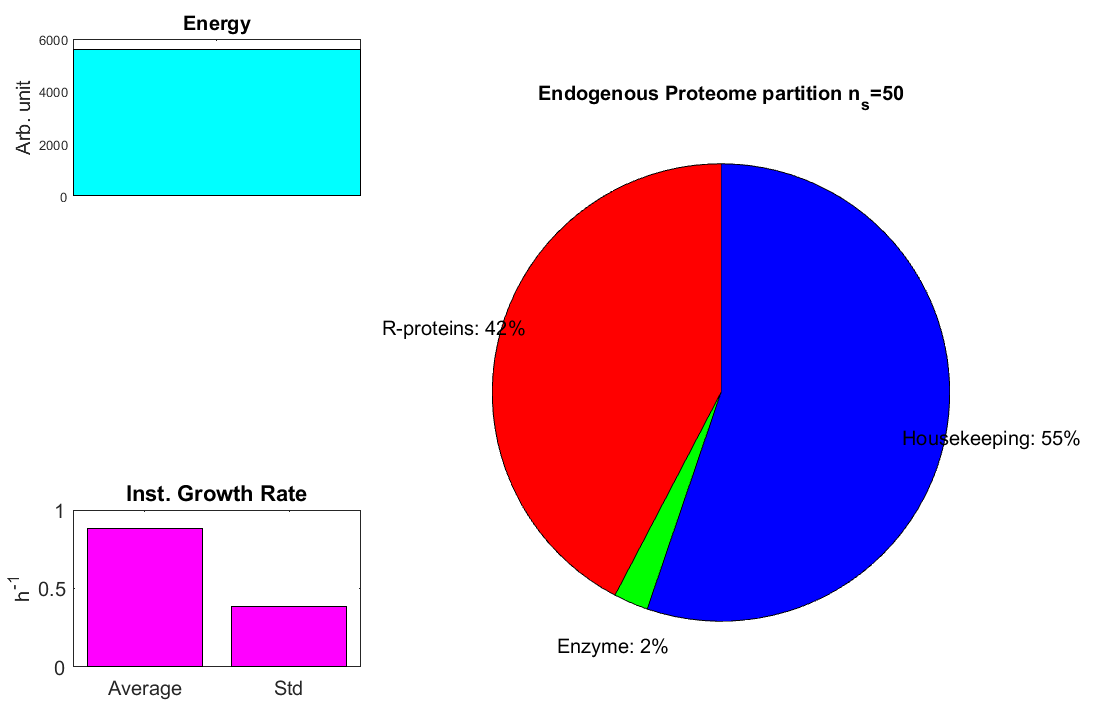 Energy
6000
4000
2000
0
Arb. unit
Endogenous Proteome partition n_s=50
R-proteins: 42%
Housekeeping: 55%
Enzyme: 2%
Inst. Growth Rate
1
0.5
0
h^-1
Average
Std